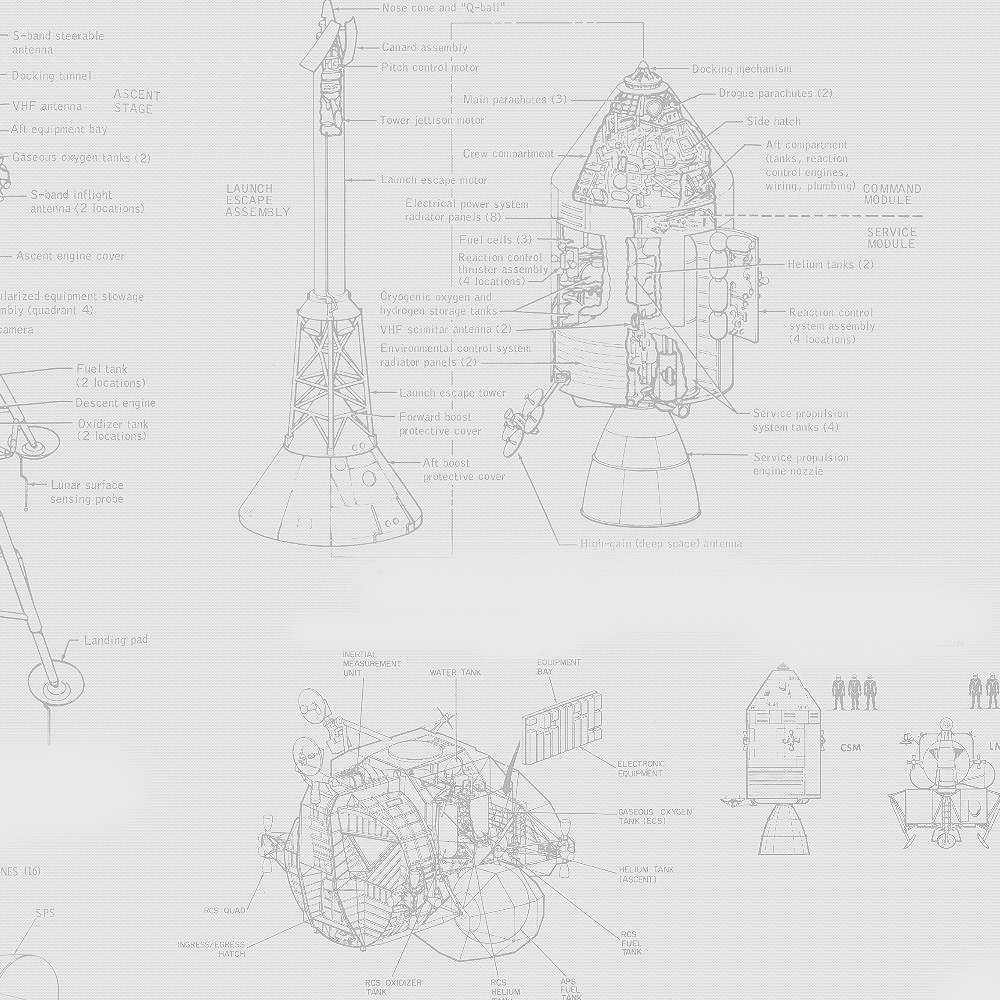 S-band steerable
antenna
Docking tunnel
VHF antenna
ASCENT
STAGE
Aft equipment bay
Gaseous oxygen tanks (2)
S-band inflight
antenna (2 locations)
Ascent engine cover
equipment stowage
(quadrant 4)
camera
Fuel tank
(2 locations)
Descent engine
Oxidizer tank
(2 locations)
Lunar surface
sensing probe
Landing pad
Nose cone and "Q-ball"
Canard assembly
Pitch control motor
Tower jettison motor
Launch escape motor
LAUNCH
ESCAPE
ASSEMBLY
Launch escape tower
Forward boost
protective cover
Aft boost
protective cover
Docking mechanism
Main parachutes (3)
Drogue parachutes (2)
Side hatch
Crew compartment
Aft compartment
(tanks, reaction
control engines,
wiring, plumbing)
COMMAND
MODULE
SERVICE
MODULE
Electrical power system
radiator panels (8)
Fuel cells (3)
Reaction control
thruster assembly
(4 locations)
Cryogenic oxygen and
hydrogen storage tanks
VHF scimitar antenna (2)
Environmental control system
radiator panels (2)
Helium tanks (2)
Reaction control
system assembly
(4 locations)
Service propulsion
system tanks (4)
Service propulsion
engine nozzle
High-gain (deep space) antenna
INERTIAL
MEASUREMENT
UNIT
WATER TANK
EQUIPMENT
BAY
ELECTRONIC
EQUIPMENT
GASEOUS OXYGEN
TANK (ECS)
HELIUM TANK
(ASCENT)
RCS
FUEL
TANK
APS
FUEL
TANK
RCS
HELIUM
TANK
RCS OXIDIZER
TANK
INGRESS/EGRESS
HATCH
RCS QUAD
CSM
LM
NES (16)
SPS